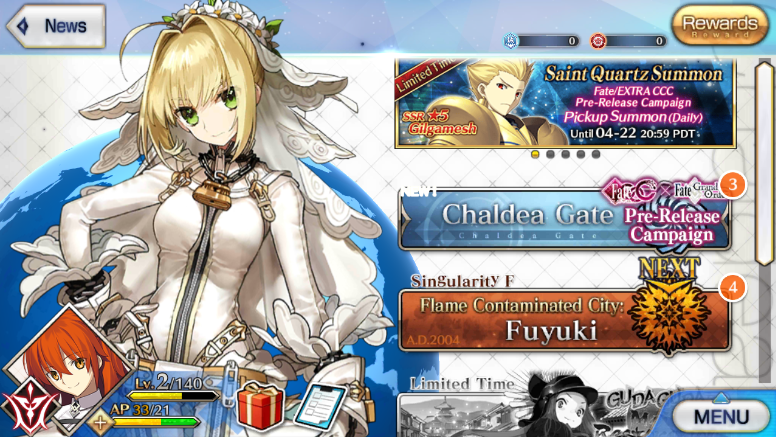 News
0
0
Rewards
Reward
Limited Time
Saint Quartz Summon
Fate/EXTRA CCC
Pre-Release Campaign
Pickup Summon (Daily)
SSR ★5
Gilgamesh
Until 04-22 20:59 PDT
NEW!
Fate
Fate Grand Order
3
Chaldea Gate
Chaldea Gate
Pre-Release
Campaign
Singularity F
NEXT
4
Flame Contaminated City:
Fuyuki
A.D.2004
Limited Time
GUDAGUDA
Lv. 2/140
AP 33/21
MENU